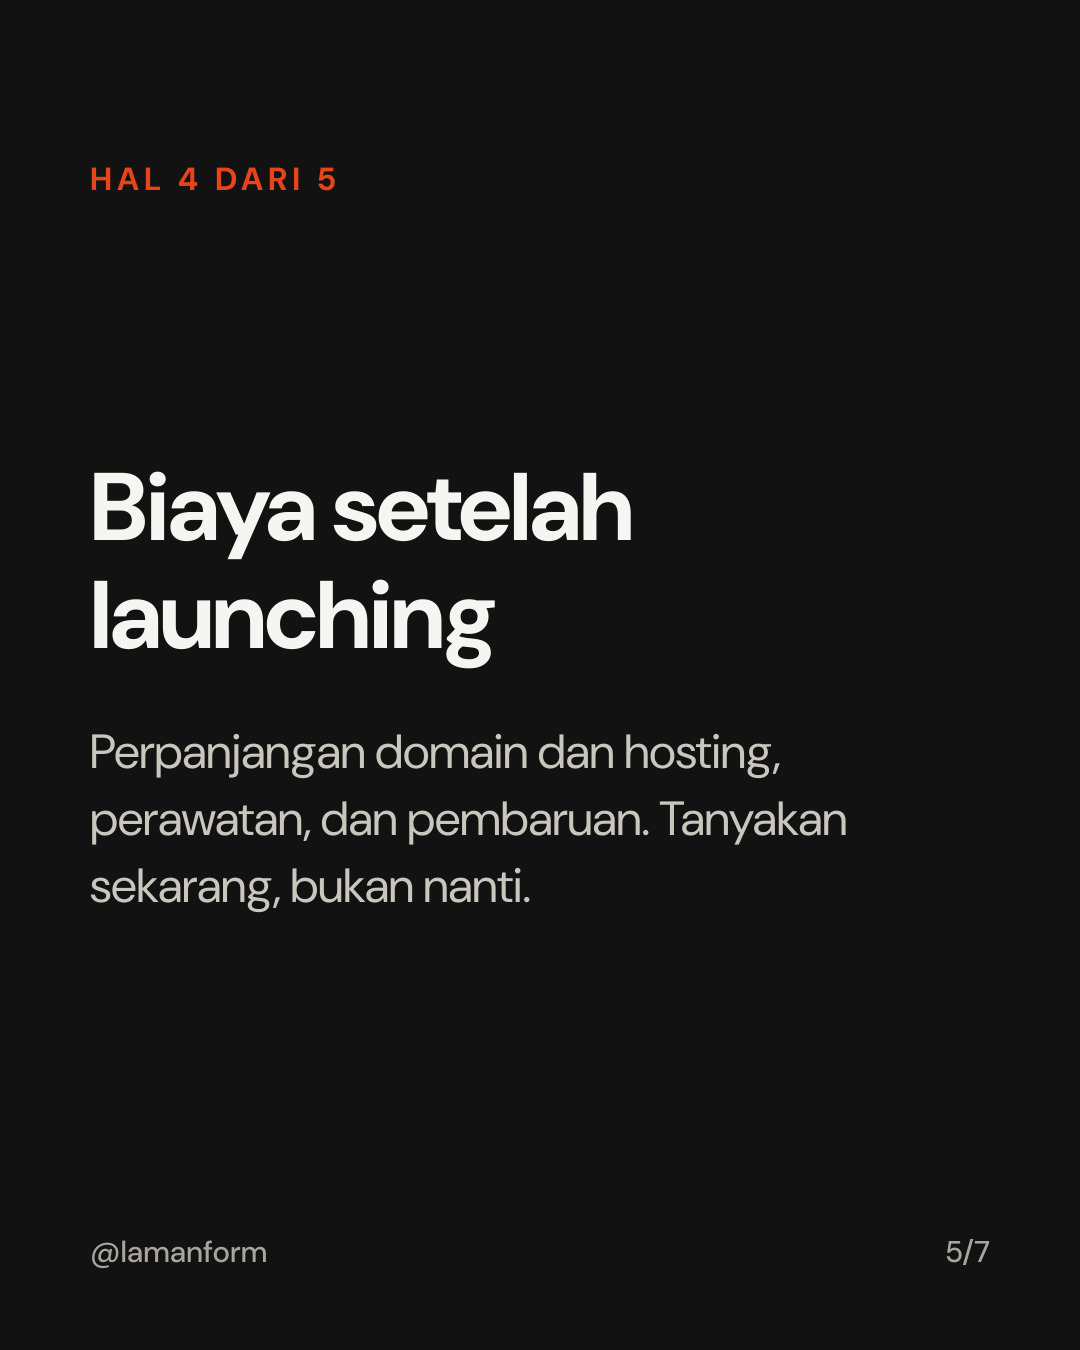 HAL 4 DARI 5
Biaya setelah
launching
Perpanjangan domain dan hosting,
perawatan, dan pembaruan. Tanyakan
sekarang, bukan nanti.
@lamanform
5/7